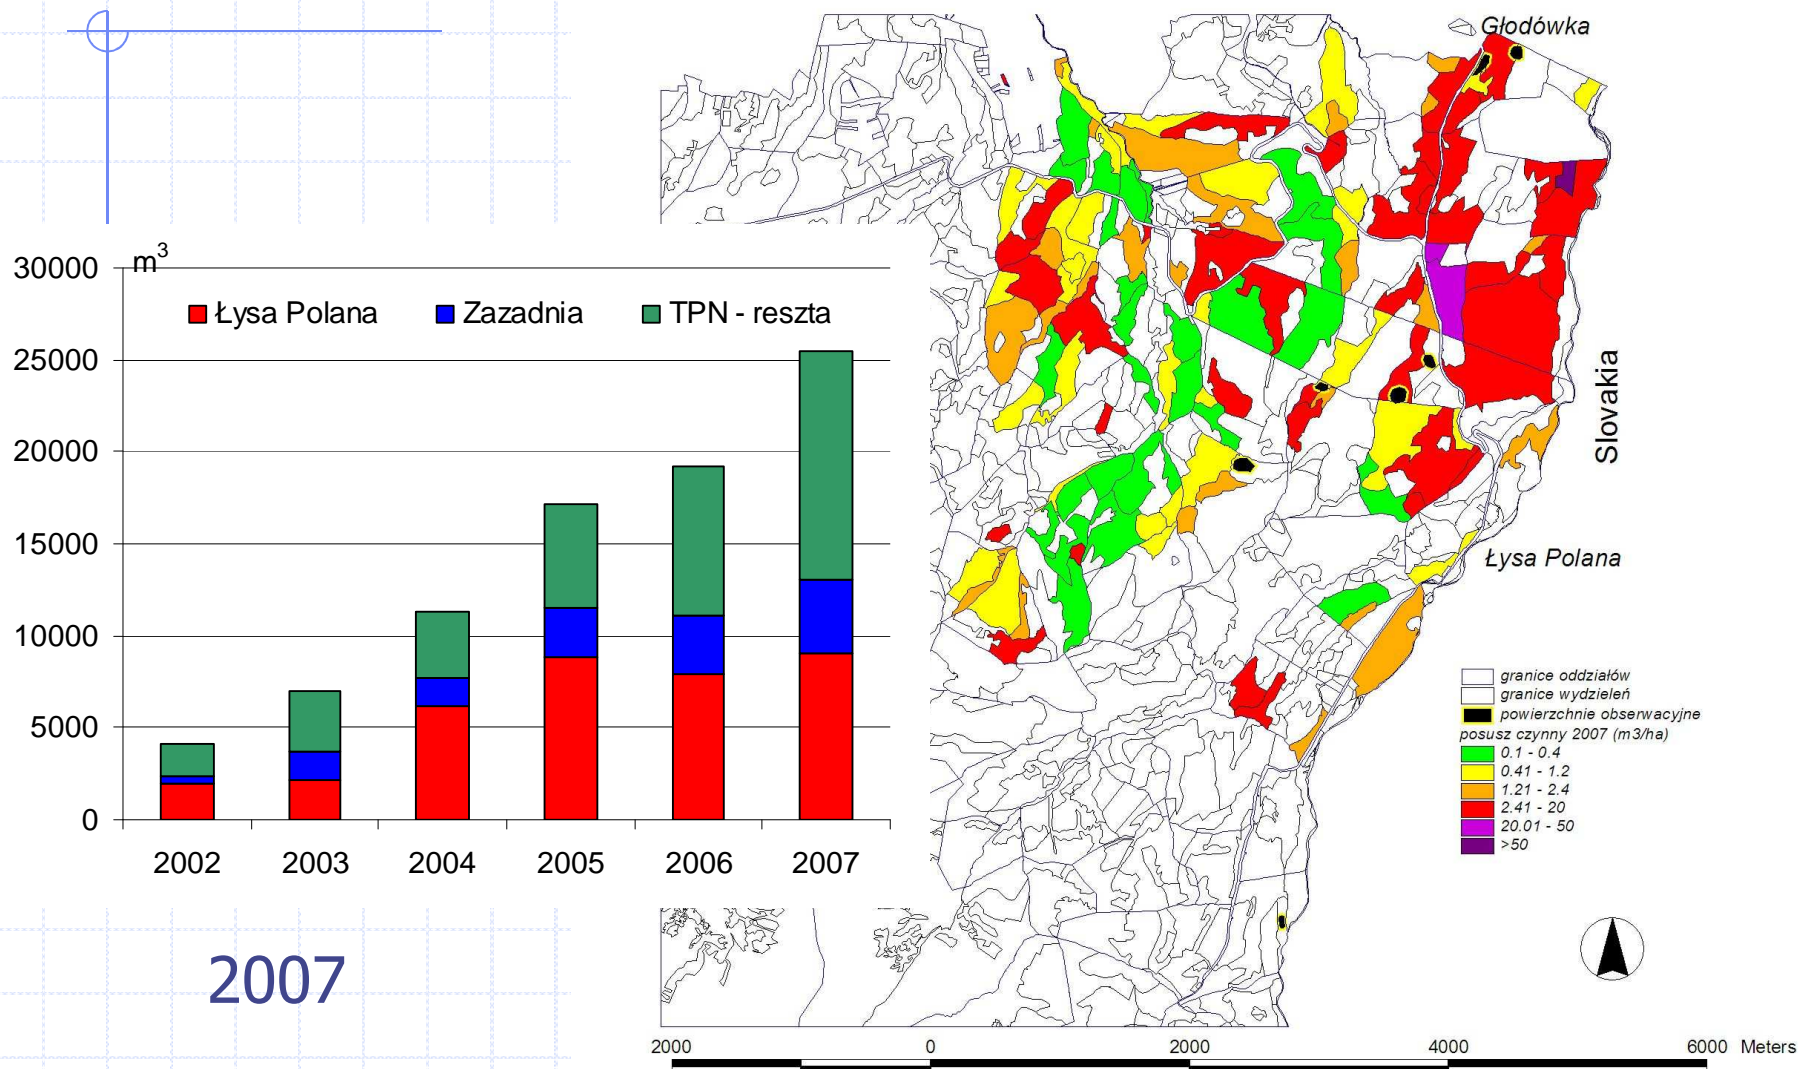 m³
30000
25000
20000
15000
10000
5000
0
Łysa Polana
Zazadnia
TPN - reszta
2002 2003 2004 2005 2006 2007
2007
Głodówka
Slovakia
Łysa Polana
granice oddziałów
granice wydzieleń
powierzchnie obserwacyjne
posusz czynny 2007 (m3/ha)
0.1 - 0.4
0.41 - 1.2
1.21 - 2.4
2.41 - 20
20.01 - 50
>50
2000 0 2000 4000 6000 Meters